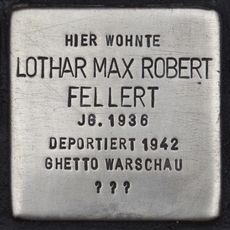 HIER WOHNTE
LOTHAR MAX ROBERT
FELLERT
JG. 1936
DEPORTIERT 1942
GHETTO WARSCHAU
? ? ?